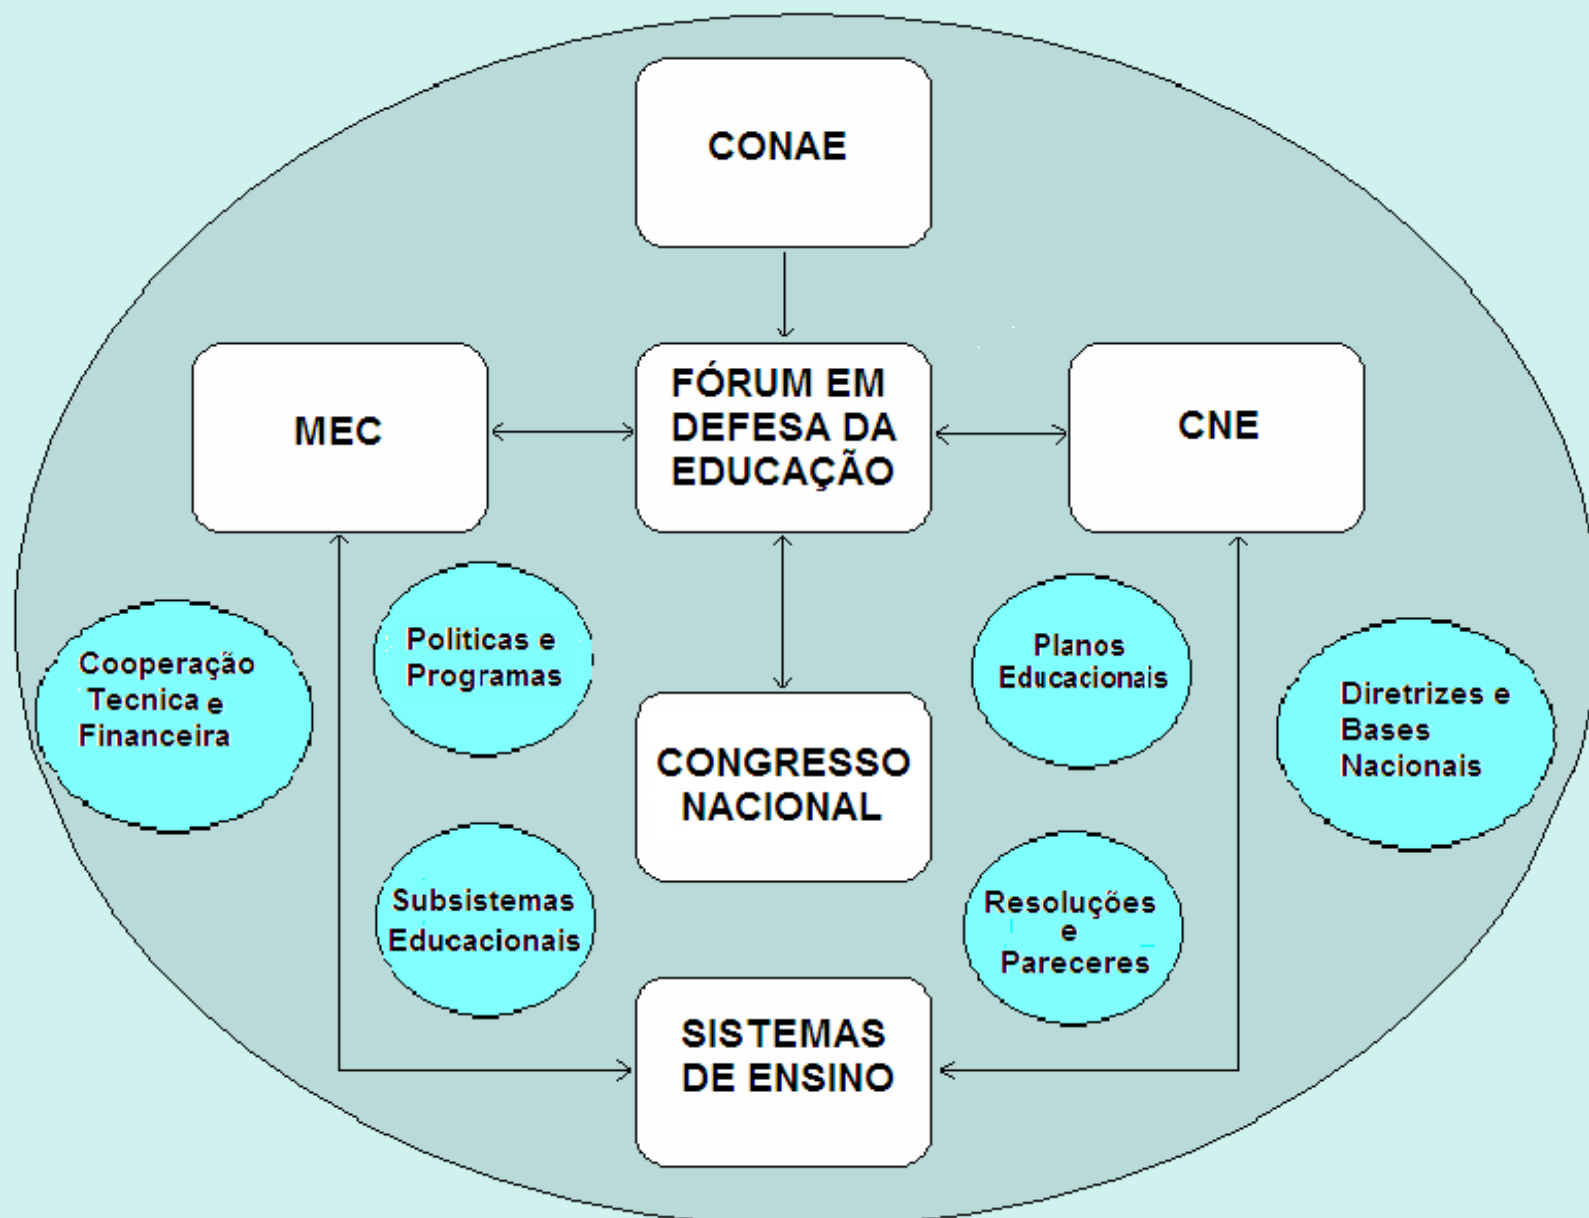 CONAE
MEC
FÓRUM EM
DEFESA DA
EDUCAÇÃO
CNE
Cooperação
Tecnica e
Financeira
Politicas e
Programas
Planos
Educacionais
Diretrizes e
Bases
Nacionais
CONGRESSO
NACIONAL
Subsistemas
Educacionais
Resoluções
e
Pareceres
SISTEMAS
DE ENSINO